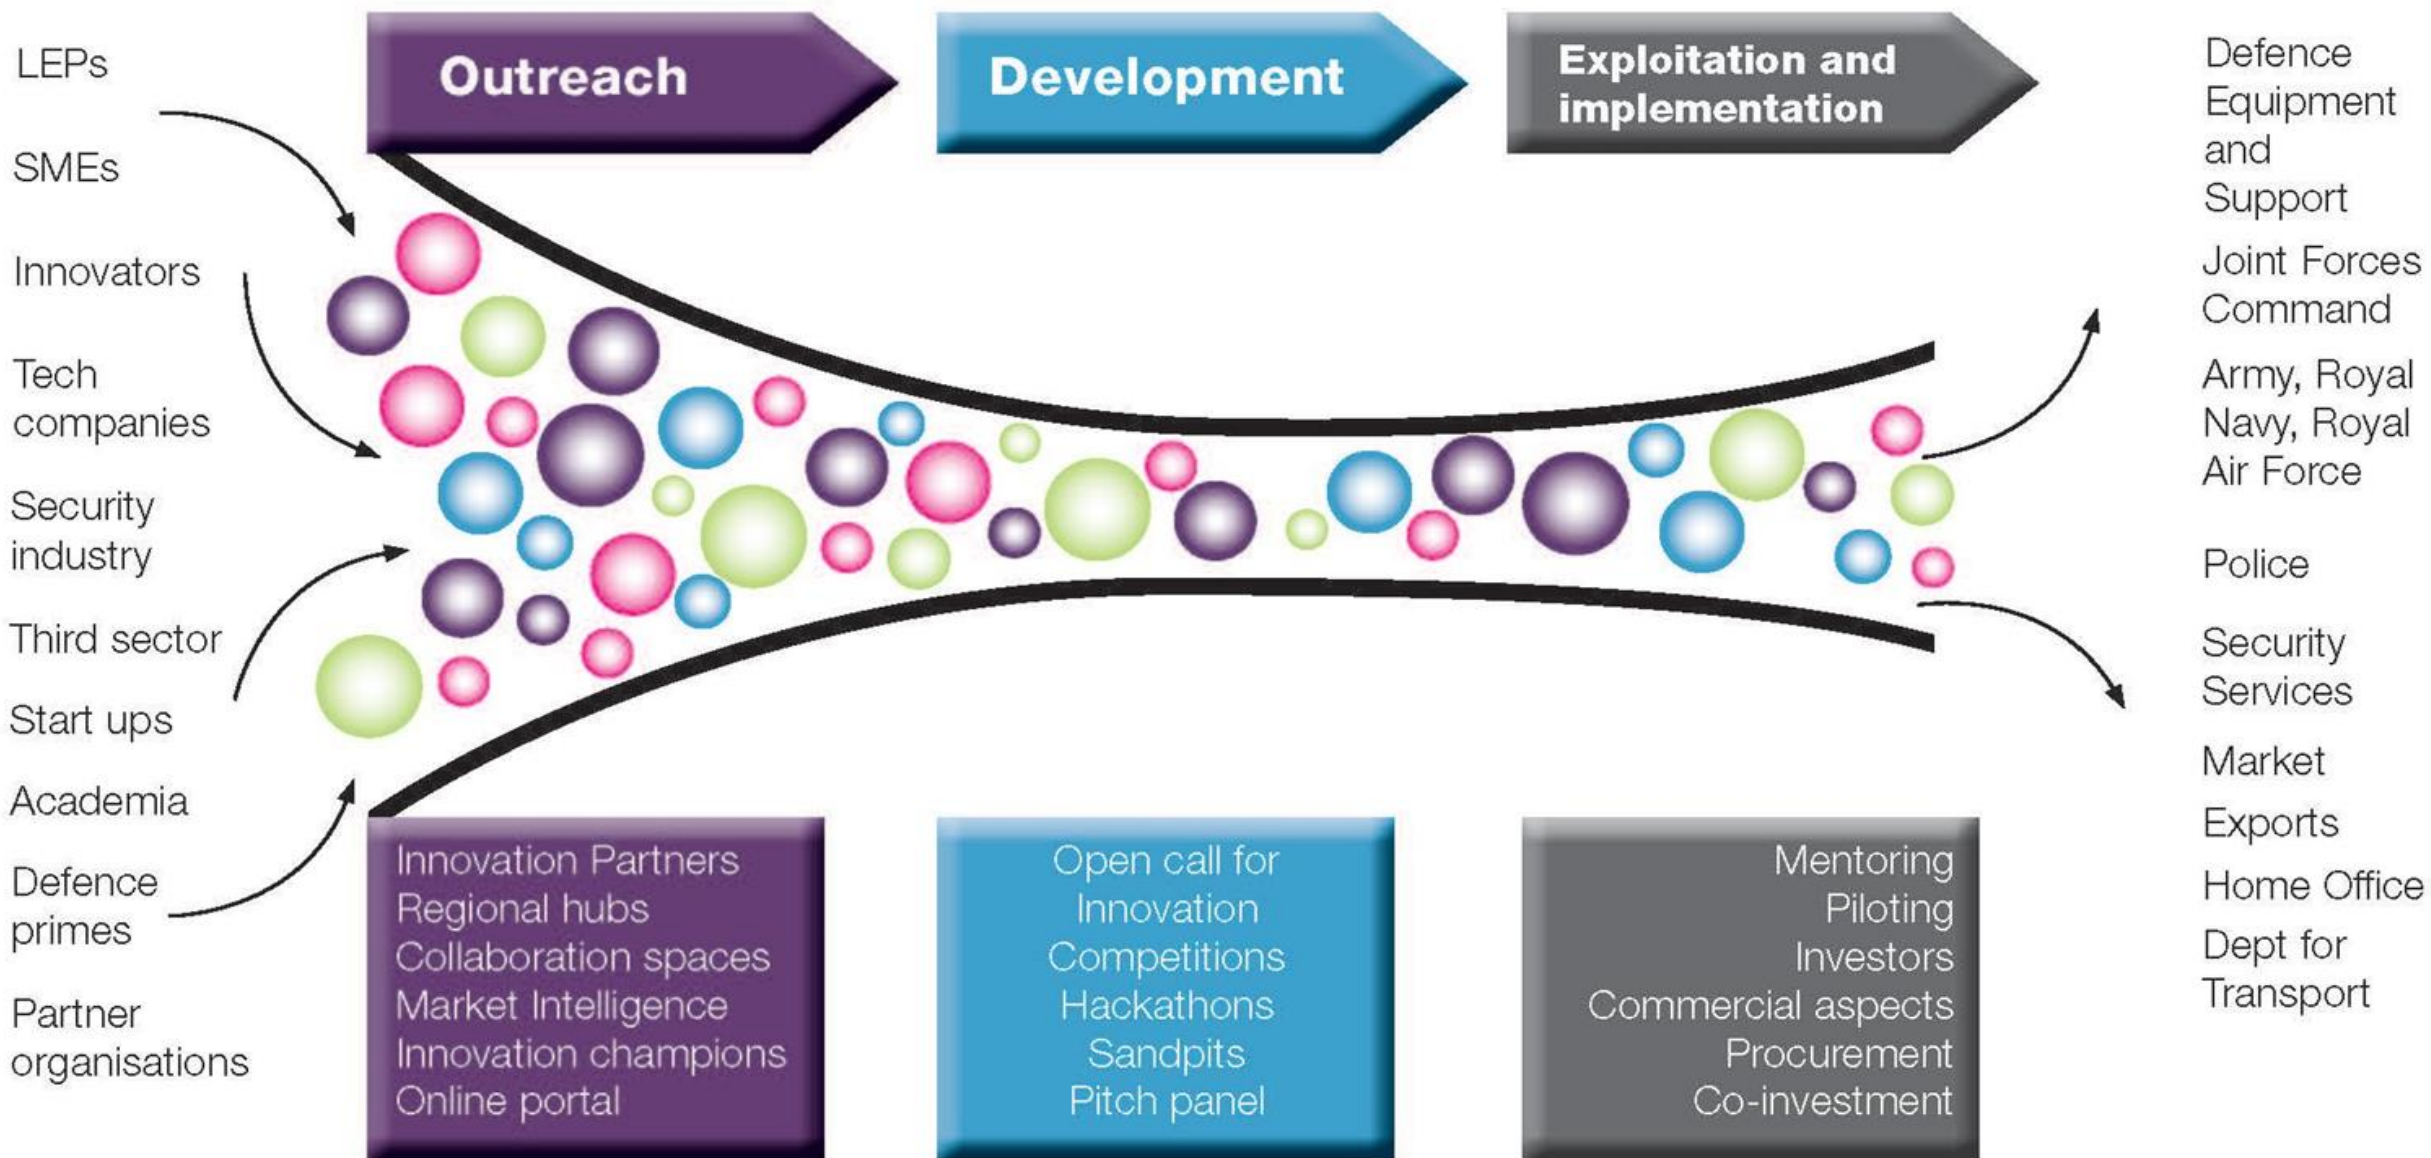 LEPs
SMEs
Innovators
Tech
companies
Security
industry
Third sector
Start ups
Academia
Defence
primes
Partner
organisations
Outreach
Development
Exploitation and
implementation
Innovation Partners
Regional hubs
Collaboration spaces
Market Intelligence
Innovation champions
Online portal
Open call for
Innovation
Competitions
Hackathons
Sandpits
Pitch panel
Mentoring
Piloting
Investors
Commercial aspects
Procurement
Co-investment
Defence
Equipment
and
Support
Joint Forces
Command
Army, Royal
Navy, Royal
Air Force
Police
Security
Services
Market
Exports
Home Office
Dept for
Transport